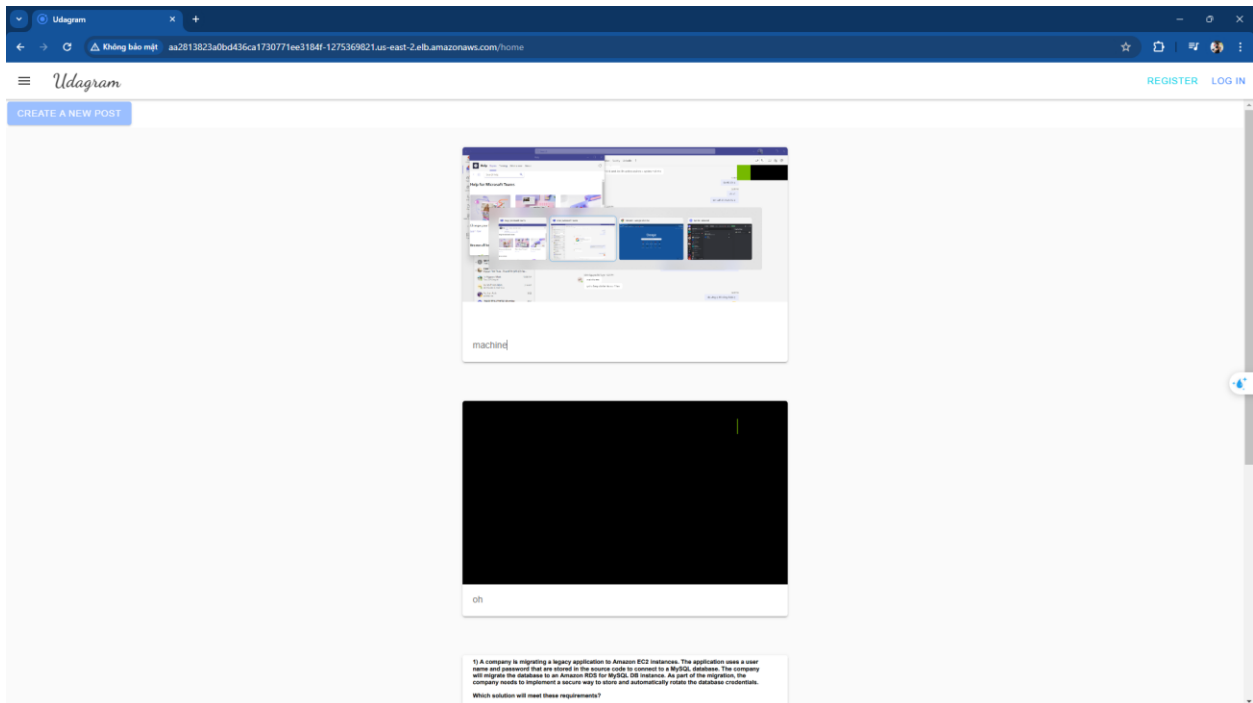 Udagram
Không bảo mật
aa2813823a0bd436ca1730771ee3184f-1275369821.us-east-2.elb.amazonaws.com/home
Udagram
REGISTER LOG IN
CREATE A NEW POST
Help for Microsoft Teams
machine
oh
1) A company is migrating a legacy application to Amazon EC2 instances. The application uses a user
name and password that are stored in the source code to connect to a MySQL database. The company
will migrate the database to an Amazon RDS for MySQL DB instance. As part of the migration, the
company needs to implement a secure way to store and automatically rotate the database credentials.
Which solution will meet these requirements?